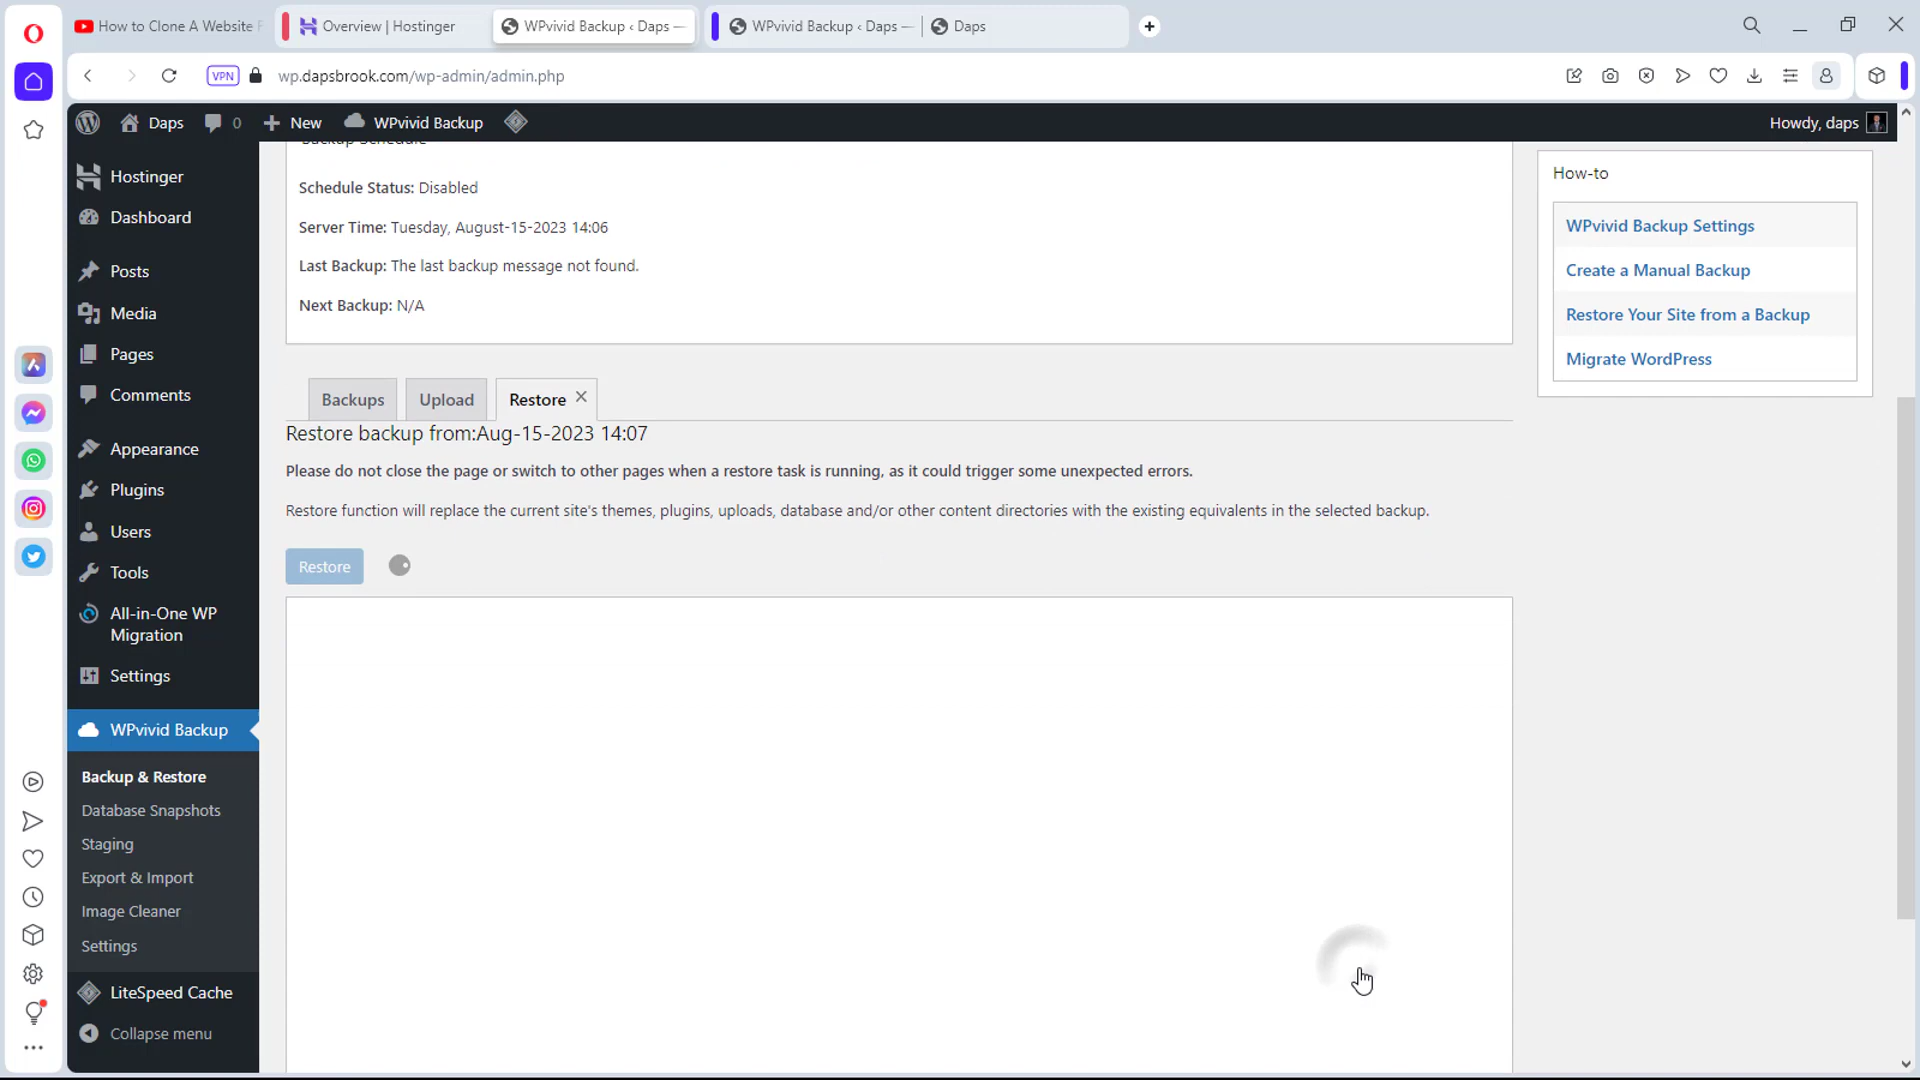 How to Clone A Website
Overview | Hostinger
WPvivid Backup ‹ Daps —
WPvivid Backup ‹ Daps —
Daps
VPN
wp.dapsbrook.com/wp-admin/admin.php
Daps
0
New
WPvivid Backup
Howdy, daps
Hostinger
Dashboard
Posts
Media
Pages
Comments
Appearance
Plugins
Users
Tools
All-in-One WP
Migration
Settings
WPvivid Backup
Backup & Restore
Database Snapshots
Staging
Export & Import
Image Cleaner
Settings
LiteSpeed Cache
Collapse menu
Backup Schedule
Schedule Status: Disabled
Server Time: Tuesday, August-15-2023 14:06
Last Backup: The last backup message not found.
Next Backup: N/A
Backups
Upload
Restore
Restore backup from:Aug-15-2023 14:07
Please do not close the page or switch to other pages when a restore task is running, as it could trigger some unexpected errors.
Restore function will replace the current site's themes, plugins, uploads, database and/or other content directories with the existing equivalents in the selected backup.
Restore
How-to
WPvivid Backup Settings
Create a Manual Backup
Restore Your Site from a Backup
Migrate WordPress